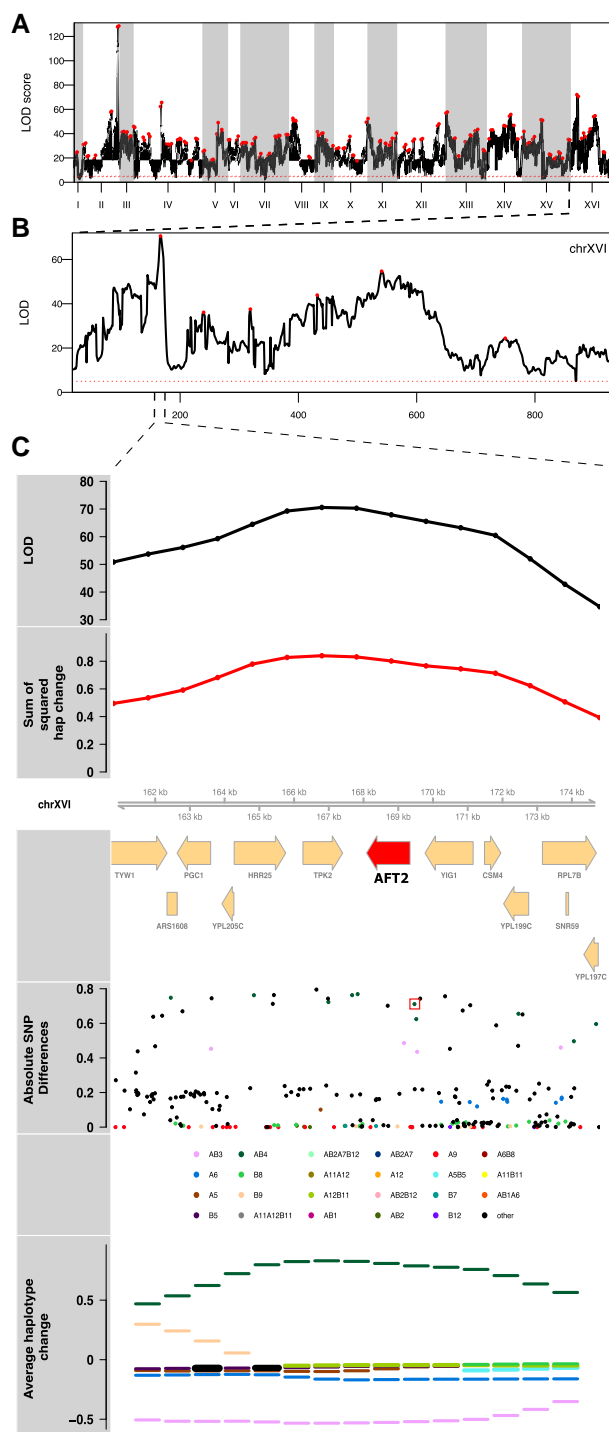 A
LOD score
120
100
80
60
40
20
0
I II III IV V VI VII VIII IX X XI XII XIII XIV XV XVI
B
chrXVI
LOD
60
40
20
0
200 400 600 800
C
LOD
80
70
60
50
40
30
Sum of
squared
hap change
0.8
0.6
0.4
0.2
0
chrXVI
162 kb 164 kb 166 kb 168 kb 170 kb 172 kb 174 kb
163 kb 165 kb 167 kb 169 kb 171 kb 173 kb
TYW1 PGC1 HRR25 TPK2 AFT2 YIG1 CSM4 RPL7B
ARS1608 YPL205C YPL199C SNR59
YPL197C
Absolute SNP
Differences
0.8
0.6
0.4
0.2
0
AB3 AB4 AB2A7B12 AB2A7 A9 A6B8
A6 B8 A11A12 A12 A5B5 A11B11
A5 B9 A12B11 AB2B12 B7 AB1A6
B5 A11A12B11 AB1 AB2 B12 other
Average haplotype
change
0.5
0
−0.5